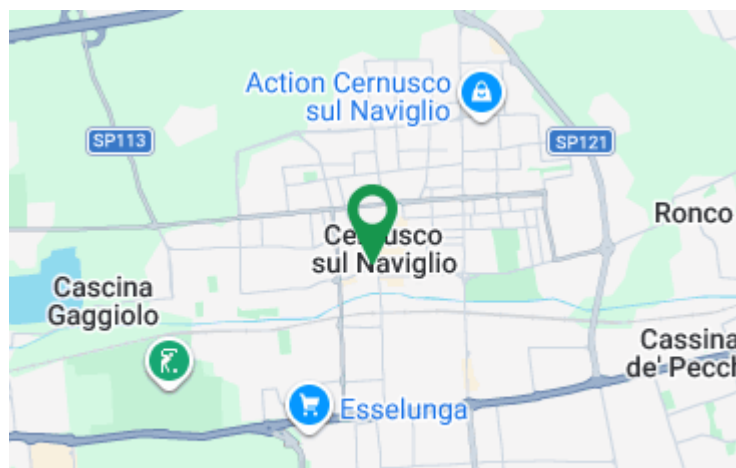 Action Cernusco
sul Naviglio
SP113
SP121
Ronco
Cernusco
sul Naviglio
Cascina
Gaggiolo
Cassina
de' Pecch
Esselunga